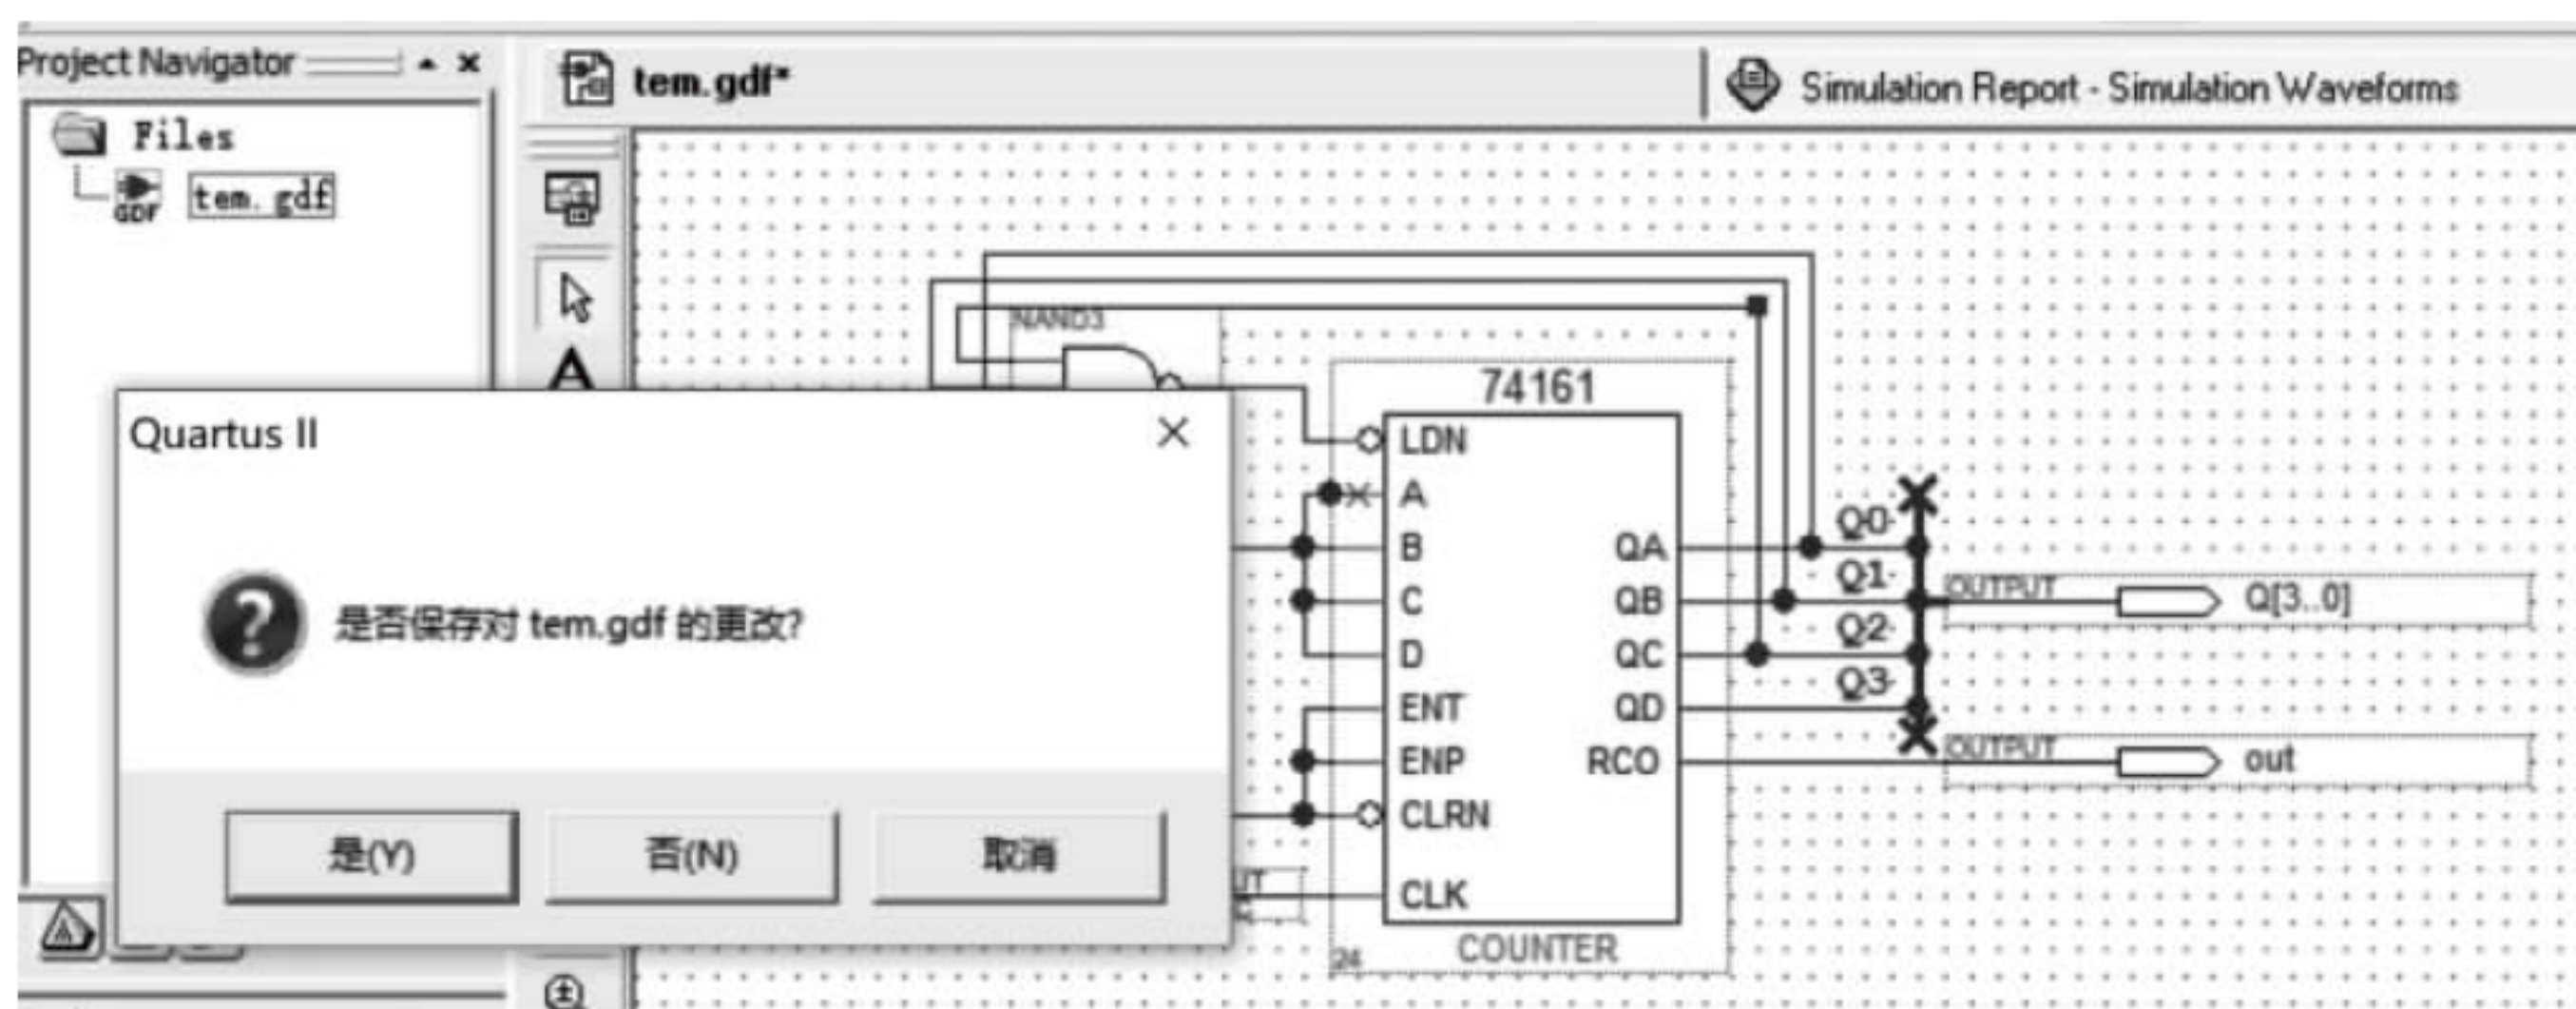 Project Navigator
tem.gdf*
Simulation Report - Simulation Waveforms
Files
GDF
tem.gdf
A
NAND3
74161
Quartus II
是否保存对 tem.gdf 的更改?
是(Y)
否(N)
取消
LDN
A
B
C
D
ENT
ENP
CLRN
CLK
QA
QB
QC
QD
RCO
Q0
Q1
Q2
Q3
OUTPUT
Q[3..0]
OUTPUT
out
24
COUNTER